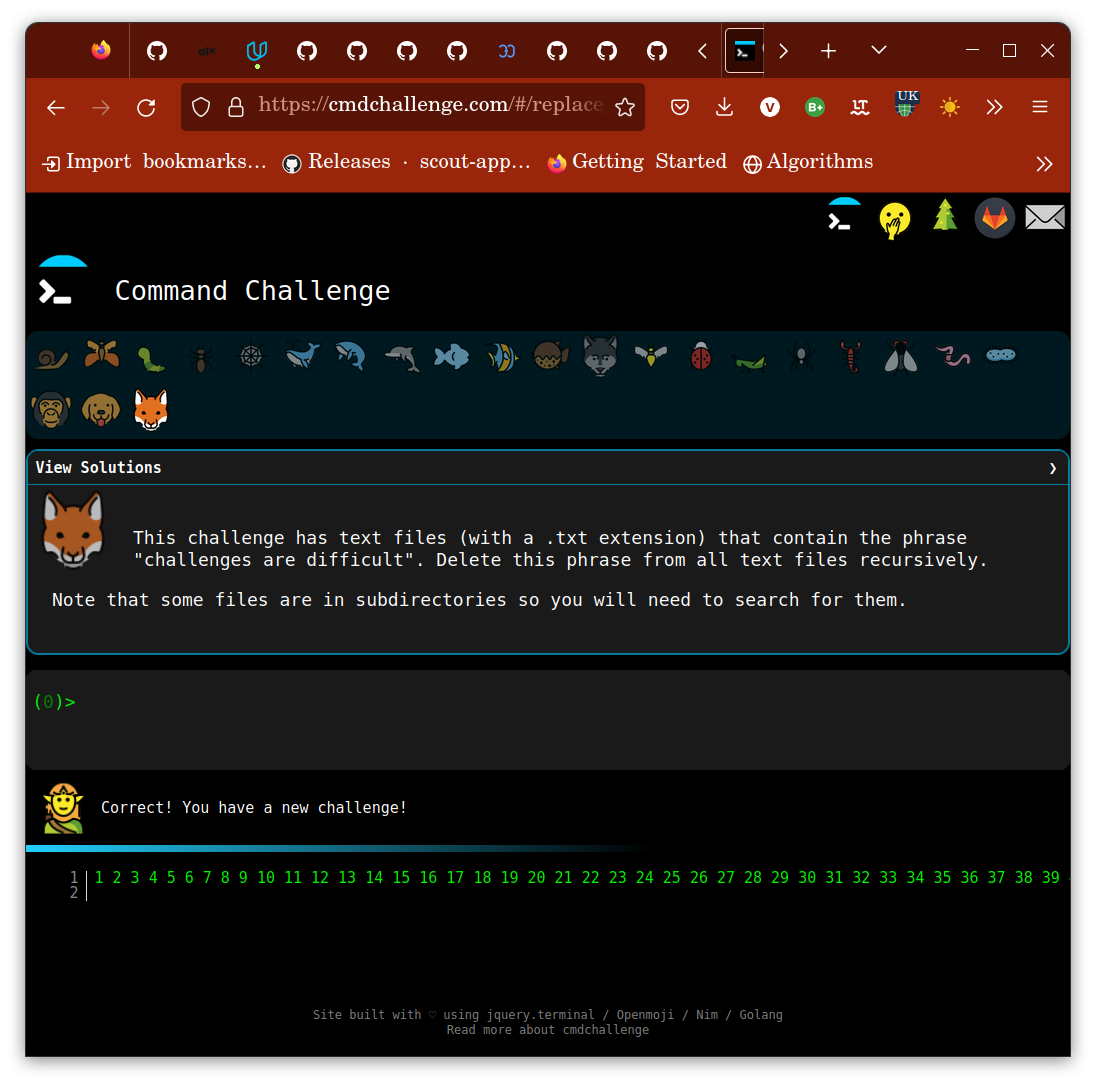 https://cmdchallenge.com/#/replace
V B+ LT UK
Import bookmarks... Releases · scout-app... Getting Started Algorithms
Command Challenge
View Solutions
This challenge has text files (with a .txt extension) that contain the phrase
"challenges are difficult". Delete this phrase from all text files recursively.
Note that some files are in subdirectories so you will need to search for them.
(0)>
Correct! You have a new challenge!
1 1 2 3 4 5 6 7 8 9 10 11 12 13 14 15 16 17 18 19 20 21 22 23 24 25 26 27 28 29 30 31 32 33 34 35 36 37 38 39
2
Site built with ♡ using jquery.terminal / Openmoji / Nim / Golang
Read more about cmdchallenge